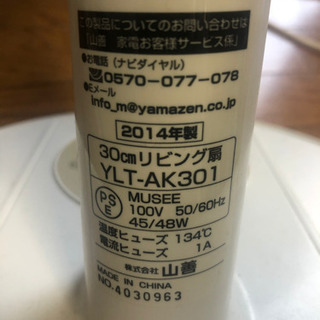 この製品についてのお問い合わせは
「山善 家電お客様サービス係」
●お電話(ナビダイヤル)
0570-077-078
●Eメール
info_m@yamazen.co.jp
2014年製
30cmリビング扇
YLT-AK301
PS
E
MUSEE
100V 50/60Hz
45/48W
温度ヒューズ 134℃
電流ヒューズ 1A
株式会社 山善
MADE IN CHINA
NO.4030963